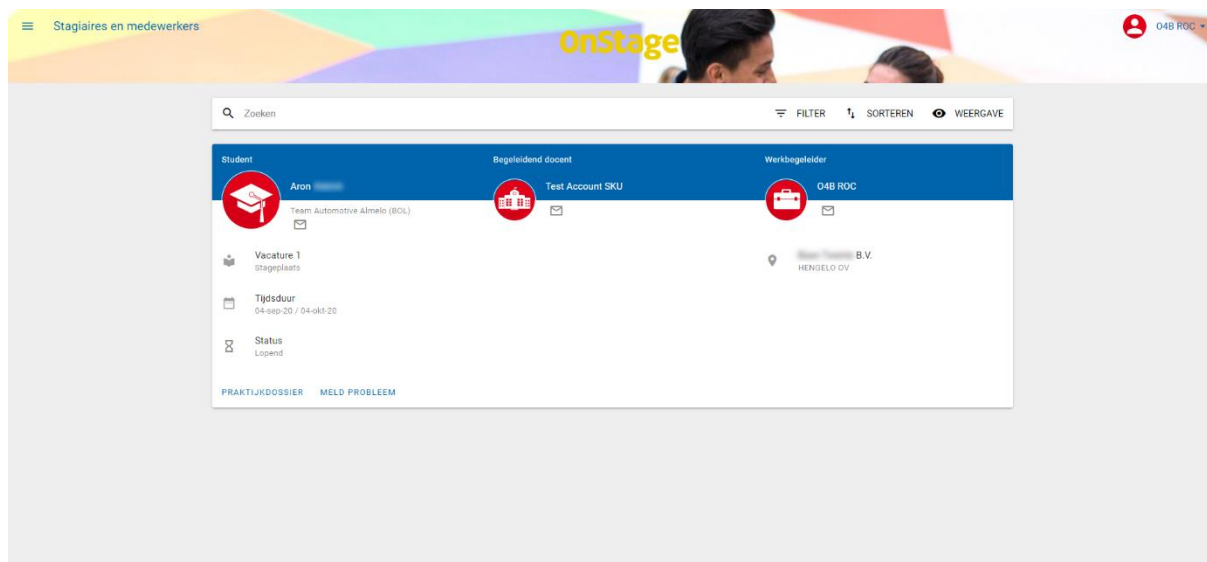 Stagiaires en medewerkers
OnStage
O4B ROC
Zoeken
FILTER
SORTEREN
WEERGAVE
Student
Begeleidend docent
Werkbegeleider
Aron
Test Account SKU
O4B ROC
Team Automotive Almelo (BOL)
Vacature 1
Stageplaats
B.V.
HENGELO OV
Tijdsduur
04-sep-20 / 04-okt-20
Status
Lopend
PRAKTIJKDOSSIER
MELD PROBLEEM